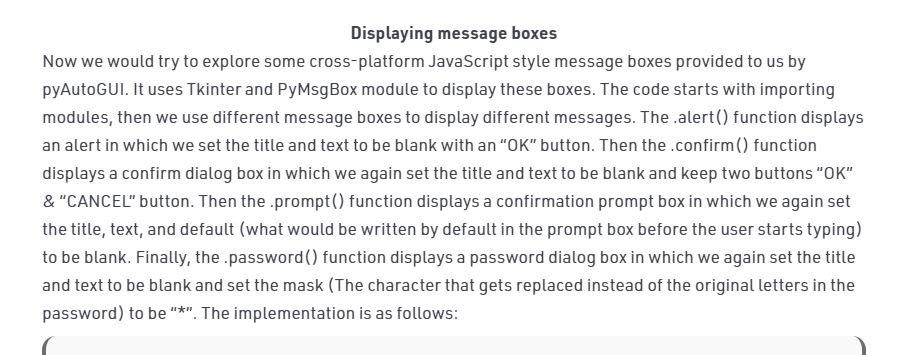 Displaying message boxes
Now we would try to explore some cross-platform JavaScript style message boxes provided to us by
pyAutoGUI. It uses Tkinter and PyMsgBox module to display these boxes. The code starts with importing
modules, then we use different message boxes to display different messages. The .alert() function displays
an alert in which we set the title and text to be blank with an “OK” button. Then the .confirm() function
displays a confirm dialog box in which we again set the title and text to be blank and keep two buttons “OK”
& “CANCEL” button. Then the .prompt() function displays a confirmation prompt box in which we again set
the title, text, and default (what would be written by default in the prompt box before the user starts typing)
to be blank. Finally, the .password() function displays a password dialog box in which we again set the title
and text to be blank and set the mask (The character that gets replaced instead of the original letters in the
password) to be “*”. The implementation is as follows: